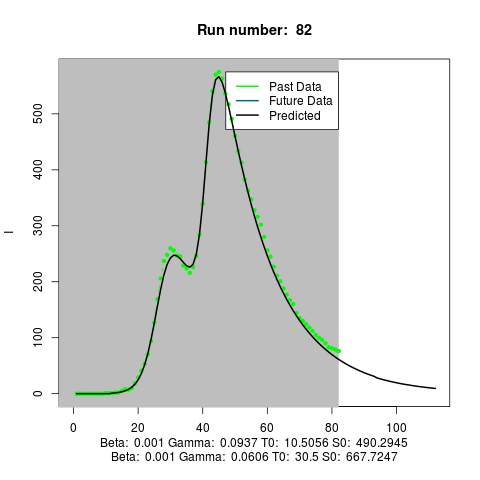 Run number: 82
Past Data
Future Data
Predicted
I
500
400
300
200
100
0
0 20 40 60 80 100
Beta: 0.001 Gamma: 0.0937 T0: 10.5056 S0: 490.2945
Beta: 0.001 Gamma: 0.0606 T0: 30.5 S0: 667.7247